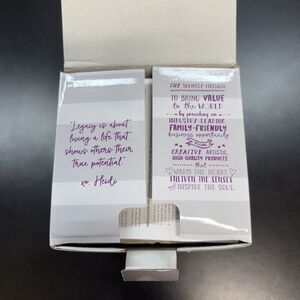 "Legacy is about
living a life that
shows others their
true potential."
xo, Heidi
THE SCENTSY MISSION
TO BRING VALUE
to the WORLD
by providing an
INDUSTRY-LEADING,
FAMILY-FRIENDLY
business opportunity
CREATIVE, ARTISTIC,
HIGH-QUALITY PRODUCTS
that
WARM THE HEART
ENLIVEN THE SENSES
and INSPIRE THE SOUL